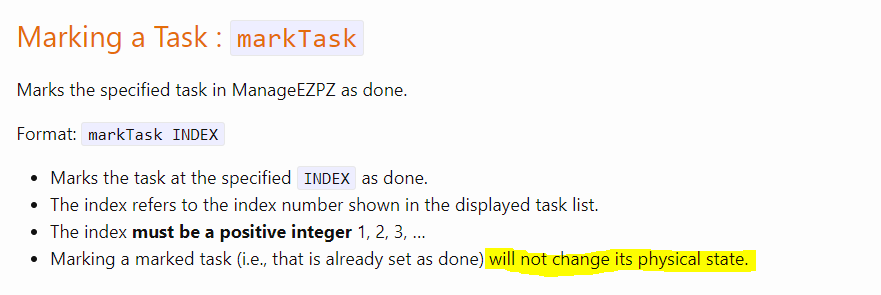 Marking a Task : markTask
Marks the specified task in ManageEZPZ as done.
Format: markTask INDEX
• Marks the task at the specified INDEX as done.
• The index refers to the index number shown in the displayed task list.
• The index must be a positive integer 1, 2, 3, …
• Marking a marked task (i.e., that is already set as done) will not change its physical state.